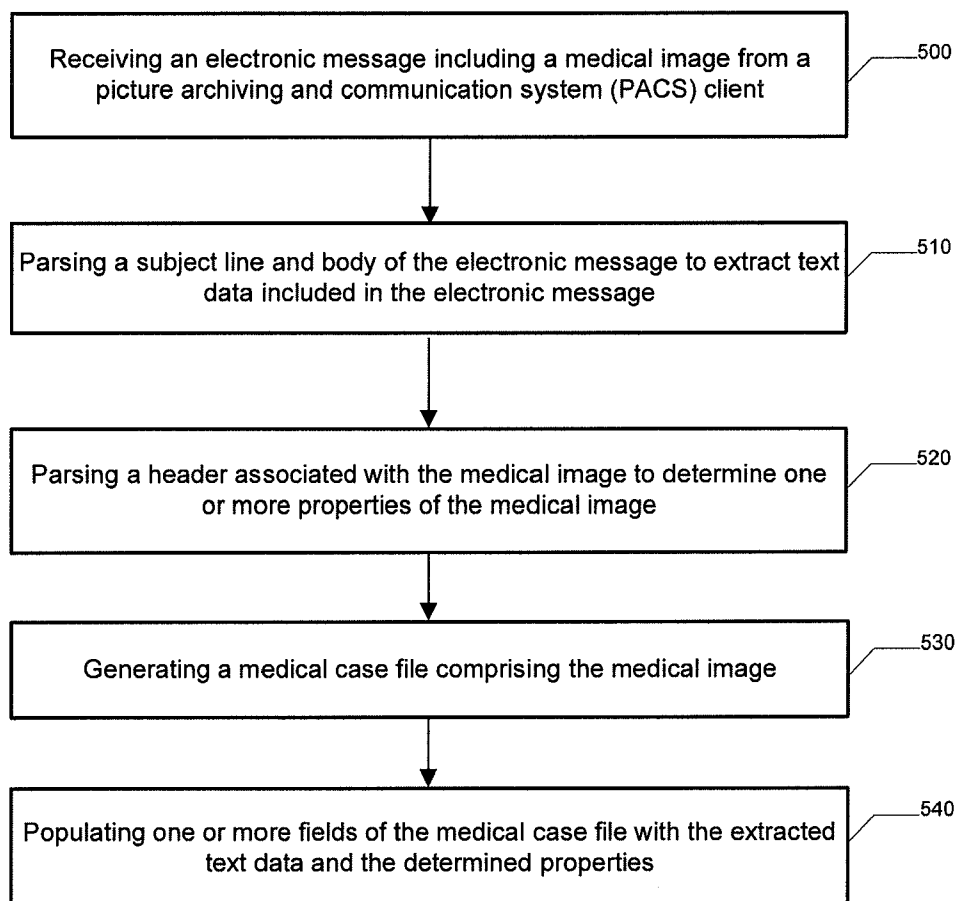 Receiving an electronic message including a medical image from a
picture archiving and communication system (PACS) client
500
Parsing a subject line and body of the electronic message to extract text
data included in the electronic message
510
Parsing a header associated with the medical image to determine one
or more properties of the medical image
520
Generating a medical case file comprising the medical image
530
Populating one or more fields of the medical case file with the extracted
text data and the determined properties
540